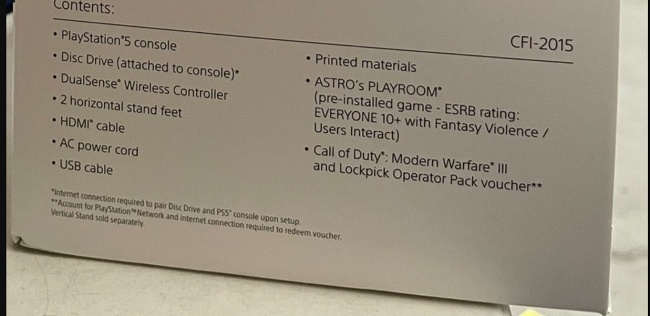 Contents:
CFI-2015
• PlayStation®5 console
• Disc Drive (attached to console)*
• DualSense® Wireless Controller
• 2 horizontal stand feet
• HDMI® cable
• AC power cord
• USB cable
• Printed materials
• ASTRO's PLAYROOM®
(pre-installed game - ESRB rating:
EVERYONE 10+ with Fantasy Violence /
Users Interact)
• Call of Duty®: Modern Warfare® III
and Lockpick Operator Pack voucher**
*Internet connection required to pair Disc Drive and PS5® console upon setup.
**Account for PlayStation™Network and internet connection required to redeem voucher.
Vertical Stand sold separately.